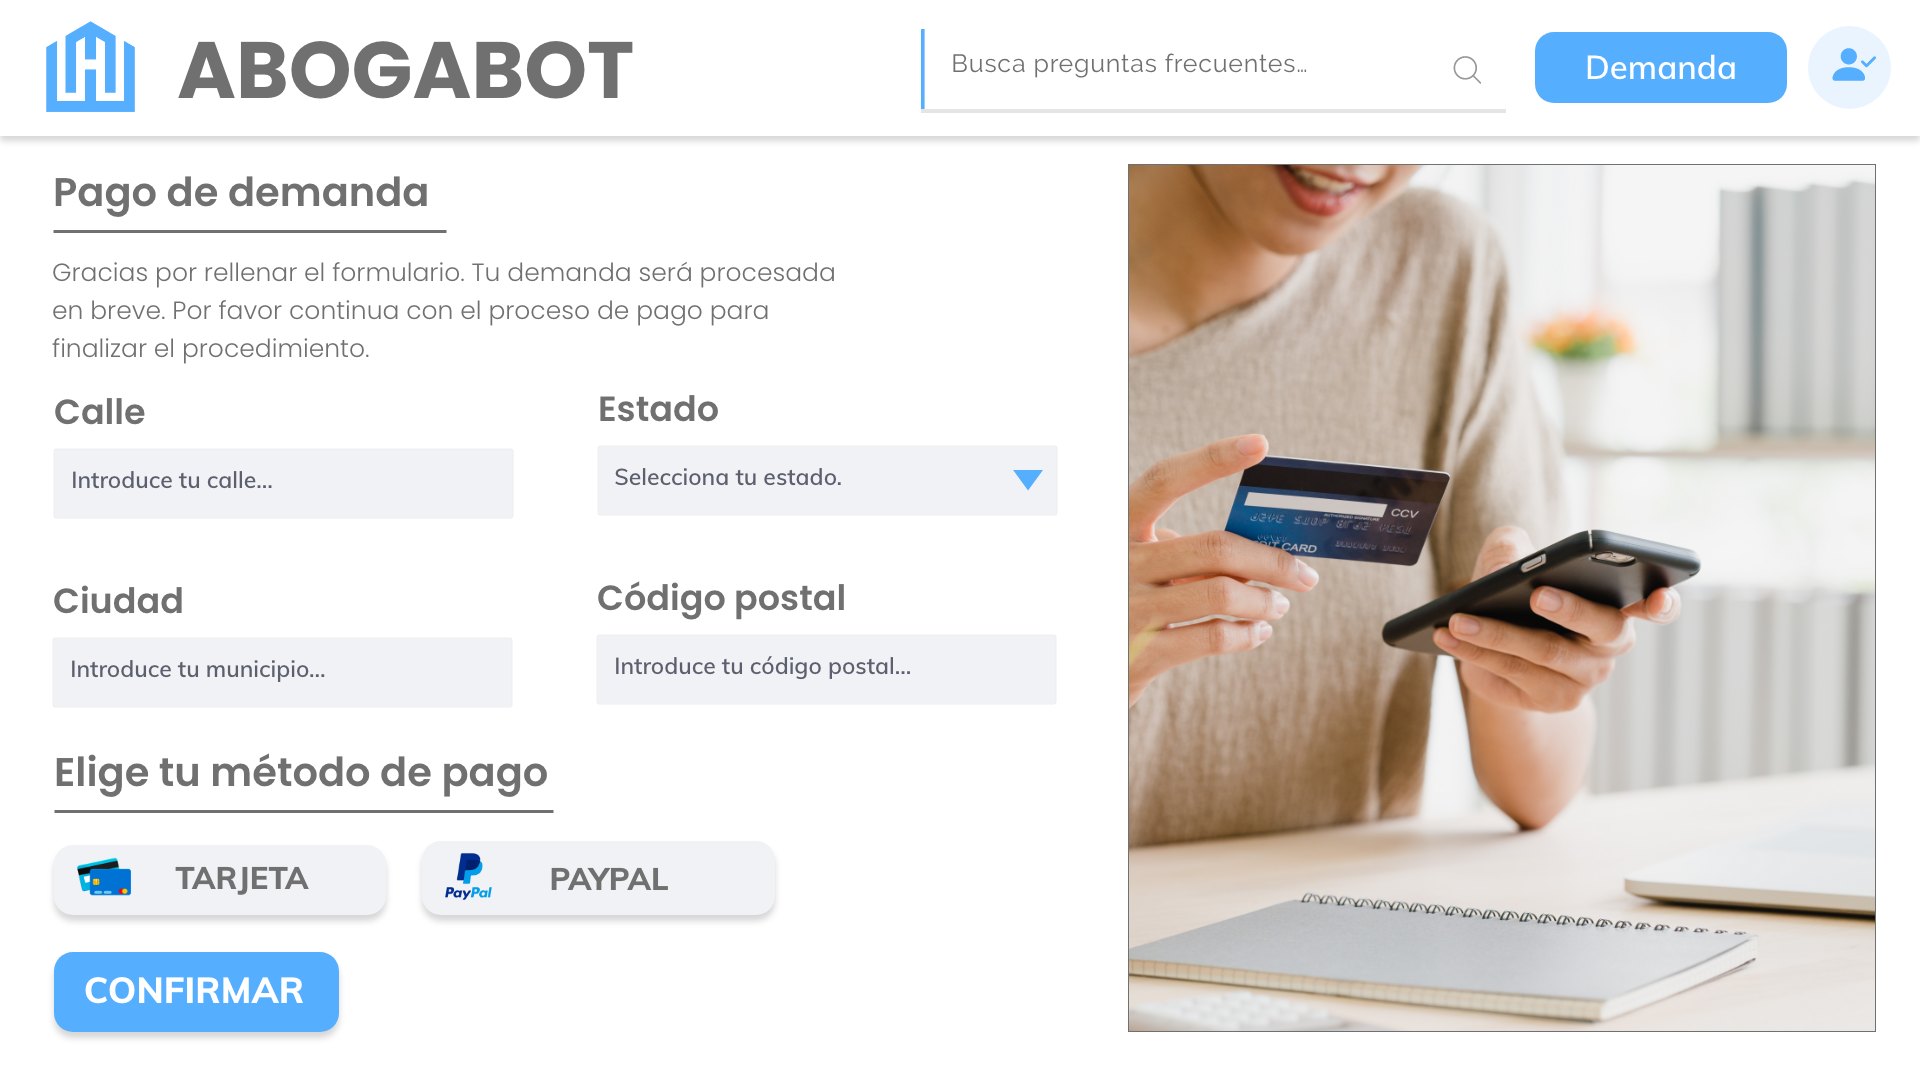 ABOGABOT
Busca preguntas frecuentes...
Demanda
Pago de demanda
Gracias por rellenar el formulario. Tu demanda será procesada
en breve. Por favor continua con el proceso de pago para
finalizar el procedimiento.
Calle
Introduce tu calle...
Estado
Selecciona tu estado.
Ciudad
Introduce tu municipio...
Código postal
Introduce tu código postal...
Elige tu método de pago
TARJETA
PayPal
PAYPAL
CONFIRMAR
AUTHORIZED SIGNATURE
CCV
CARD